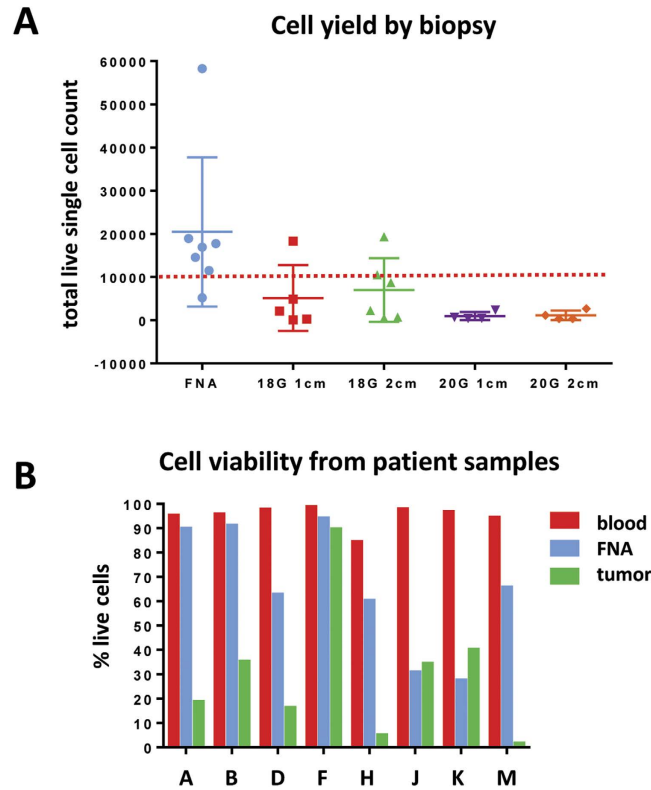 A
Cell yield by biopsy
total live single cell count
60000
50000
40000
30000
20000
10000
0
-10000
FNA 18G 1cm 18G 2cm 20G 1cm 20G 2cm
B
Cell viability from patient samples
% live cells
100
90
80
70
60
50
40
30
20
10
0
A B D F H J K M
blood
FNA
tumor